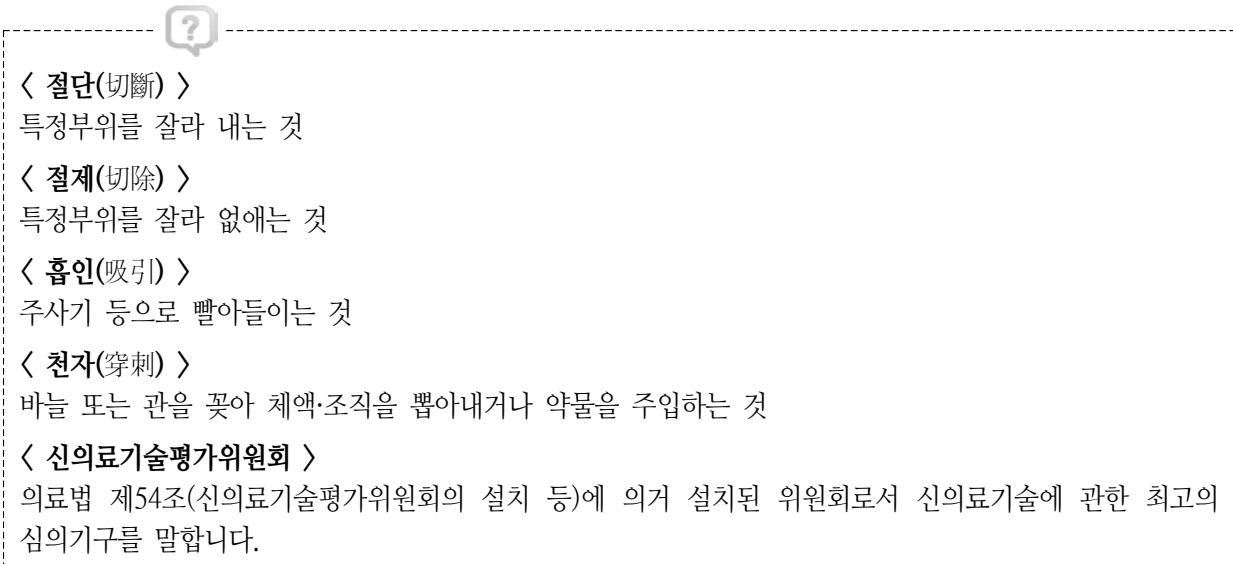 ?
〈 절단(切斷) 〉
특정부위를 잘라 내는 것
〈 절제(切除) 〉
특정부위를 잘라 없애는 것
〈 흡인(吸引) 〉
주사기 등으로 빨아들이는 것
〈 천자(穿刺) 〉
바늘 또는 관을 꽂아 체액·조직을 뽑아내거나 약물을 주입하는 것
〈 신의료기술평가위원회 〉
의료법 제54조(신의료기술평가위원회의 설치 등)에 의거 설치된 위원회로서 신의료기술에 관한 최고의
심의기구를 말합니다.